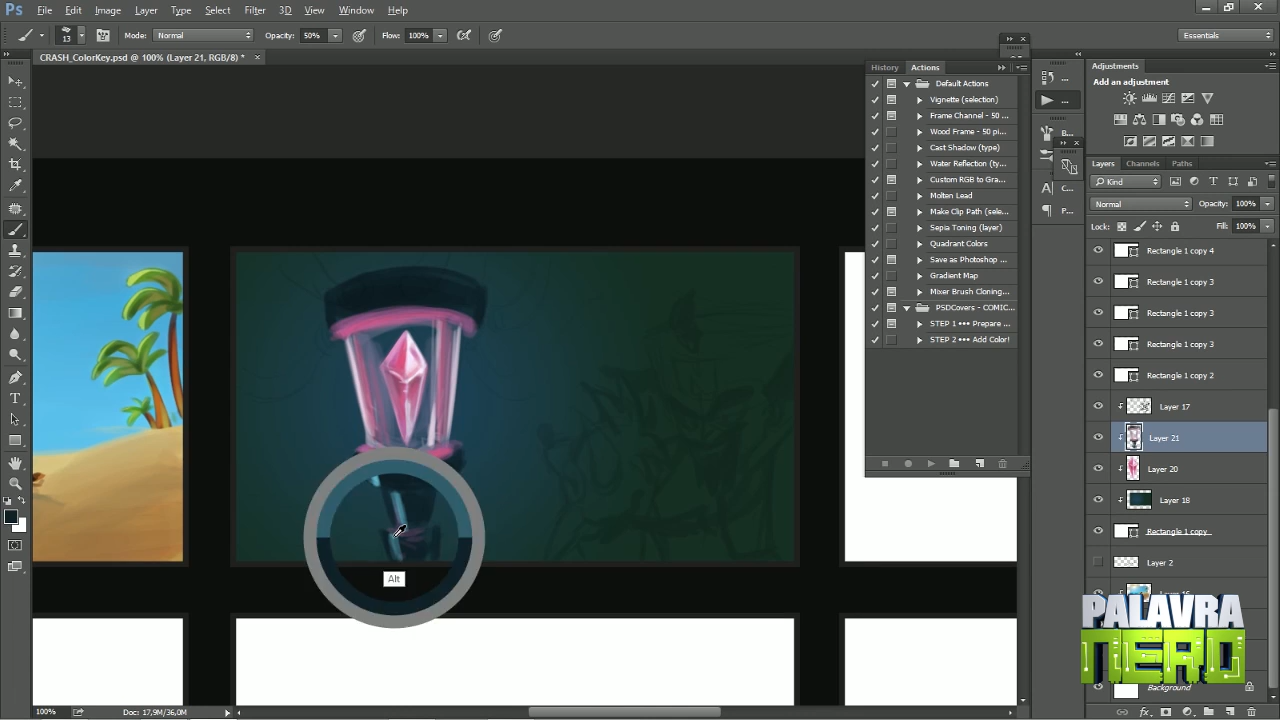 Ps File Edit Image Layer Type Select Filter 3D View Window Help
13 Mode: Normal Opacity: 50% Flow: 100% Essentials
CRASH_ColorKey.psd @ 100% (Layer 21, RGB/8) *
History Actions
Default Actions
Vignette (selection)
Frame Channel - 50 ...
Wood Frame - 50 pi...
Cast Shadow (type)
Water Reflection (ty...
Custom RGB to Gra...
Molten Lead
Make Clip Path (sele...
Sepia Toning (layer)
Quadrant Colors
Save as Photoshop ...
Gradient Map
Mixer Brush Cloning...
PSDCovers - COMIC...
STEP 1 ••• Prepare ...
STEP 2 ••• Add Color!
...
...
B...
C...
P...
Adjustments
Add an adjustment
Layers Channels Paths
Kind
Normal Opacity: 100%
Lock: Fill: 100%
Rectangle 1 copy 4
Rectangle 1 copy 3
Rectangle 1 copy 3
Rectangle 1 copy 3
Rectangle 1 copy 2
Layer 17
Layer 21
Layer 20
Layer 18
Rectangle 1 copy
Layer 2
Background
Alt
PALAVRA
NERD
100% Doc: 17,9M/36,0M
fx